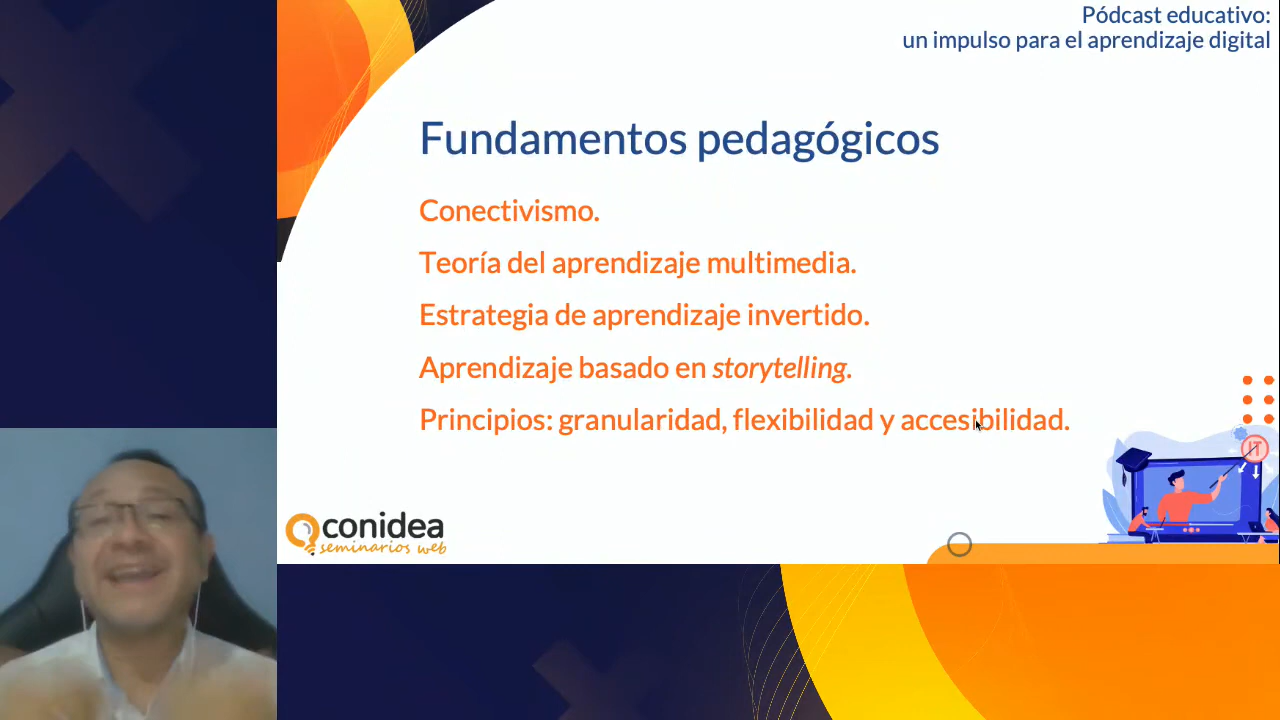 Pódcast educativo:
un impulso para el aprendizaje digital
Fundamentos pedagógicos
Conectivismo.
Teoría del aprendizaje multimedia.
Estrategia de aprendizaje invertido.
Aprendizaje basado en storytelling.
Principios: granularidad, flexibilidad y accesibilidad.
IT
conidea
seminarios web